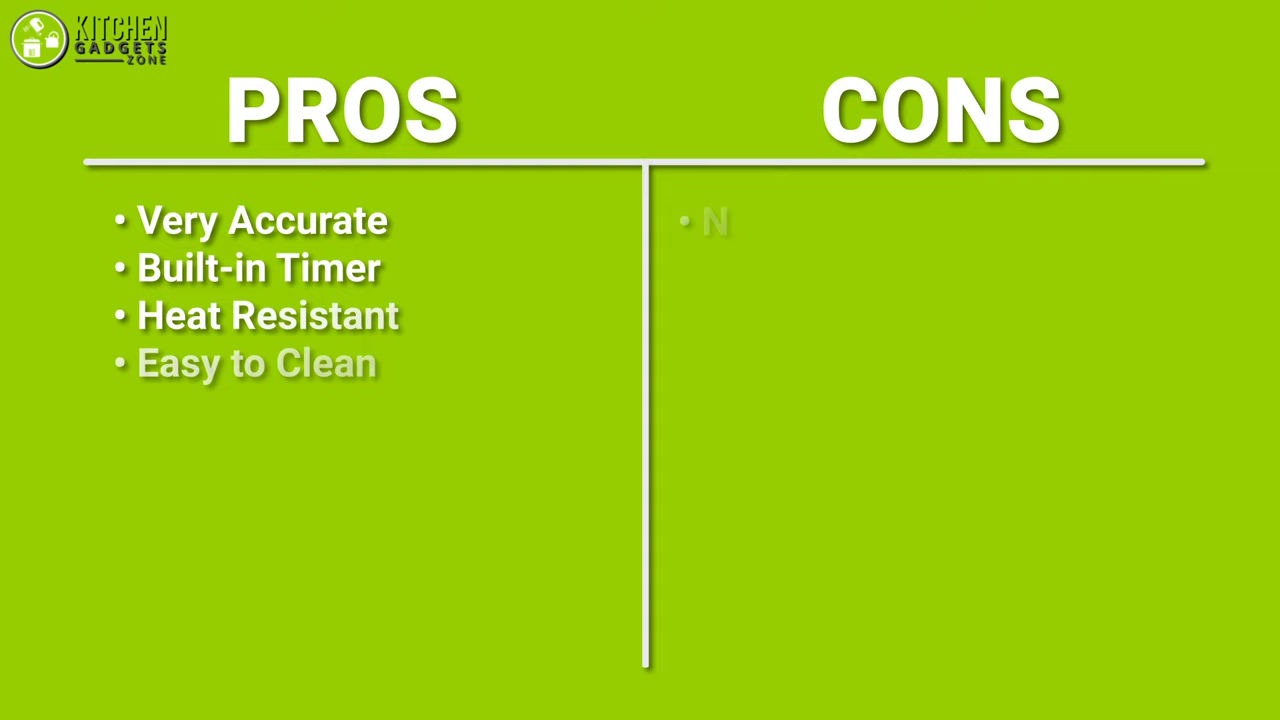 KITCHEN
GADGETS
ZONE
PROS
CONS
• Very Accurate
• Built-in Timer
• Heat Resistant
• Easy to Clean
• N